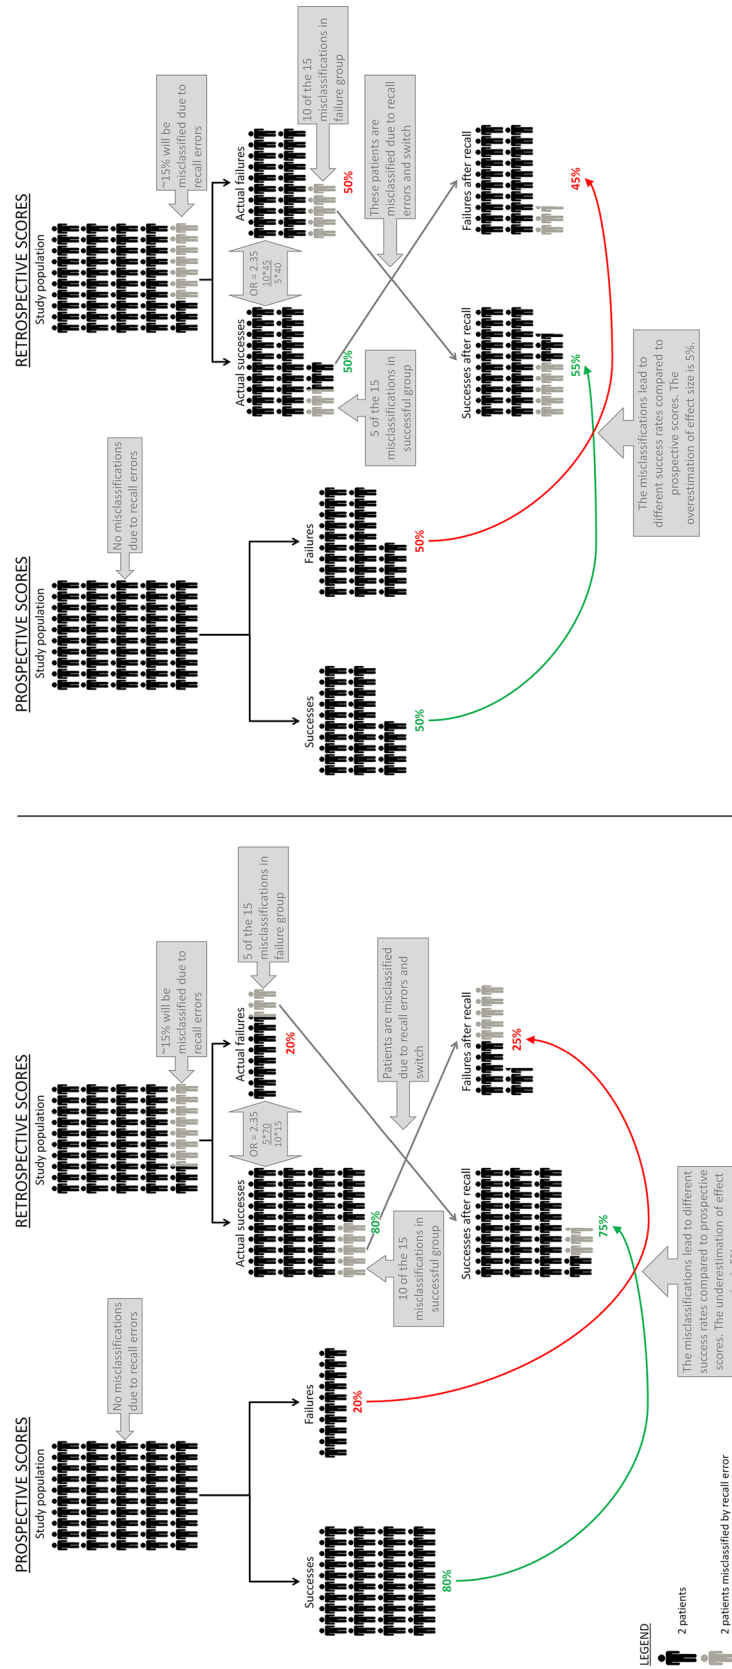 PROSPECTIVE SCORES
Study population
No misclassifications
due to recall errors
Successes
Failures
80%
20%
RETROSPECTIVE SCORES
Study population
~15% will be
misclassified due to
recall errors
Actual successes
Actual failures
OR = 2.35
5*70
10*15
5 of the 15
misclassifications in
failure group
80%
20%
10 of the 15
misclassifications in
successful group
Patients are misclassified
due to recall errors and
switch
Successes after recall
Failures after recall
75%
25%
The misclassifications lead to different
success rates compared to prospective
scores. The underestimation of effect
LEGEND
2 patients
2 patients misclassified by recall error
PROSPECTIVE SCORES
Study population
No misclassifications
due to recall errors
Successes
Failures
50%
50%
RETROSPECTIVE SCORES
Study population
~15% will be
misclassified due to
recall errors
Actual successes
Actual failures
OR = 2.35
10*45
5*40
10 of the 15
misclassifications in
failure group
50%
50%
5 of the 15
misclassifications in
successful group
These patients are
misclassified due to recall
errors and switch
Successes after recall
Failures after recall
55%
45%
The misclassifications lead to
different success rates compared to
prospective scores. The
overestimation of effect size is 5%.